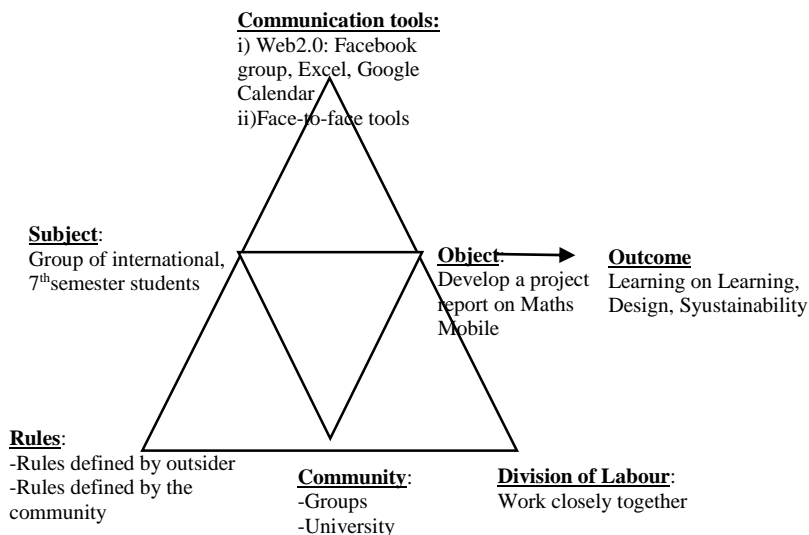 Communication tools:
i) Web2.0: Facebook
group, Excel, Google
Calendar
ii)Face-to-face tools
Subject:
Group of international,
7thsemester students
Object:
Develop a project
report on Maths
Mobile
Outcome
Learning on Learning,
Design, Syustainability
Rules:
-Rules defined by outsider
-Rules defined by the
community
Community:
-Groups
-University
Division of Labour:
Work closely together